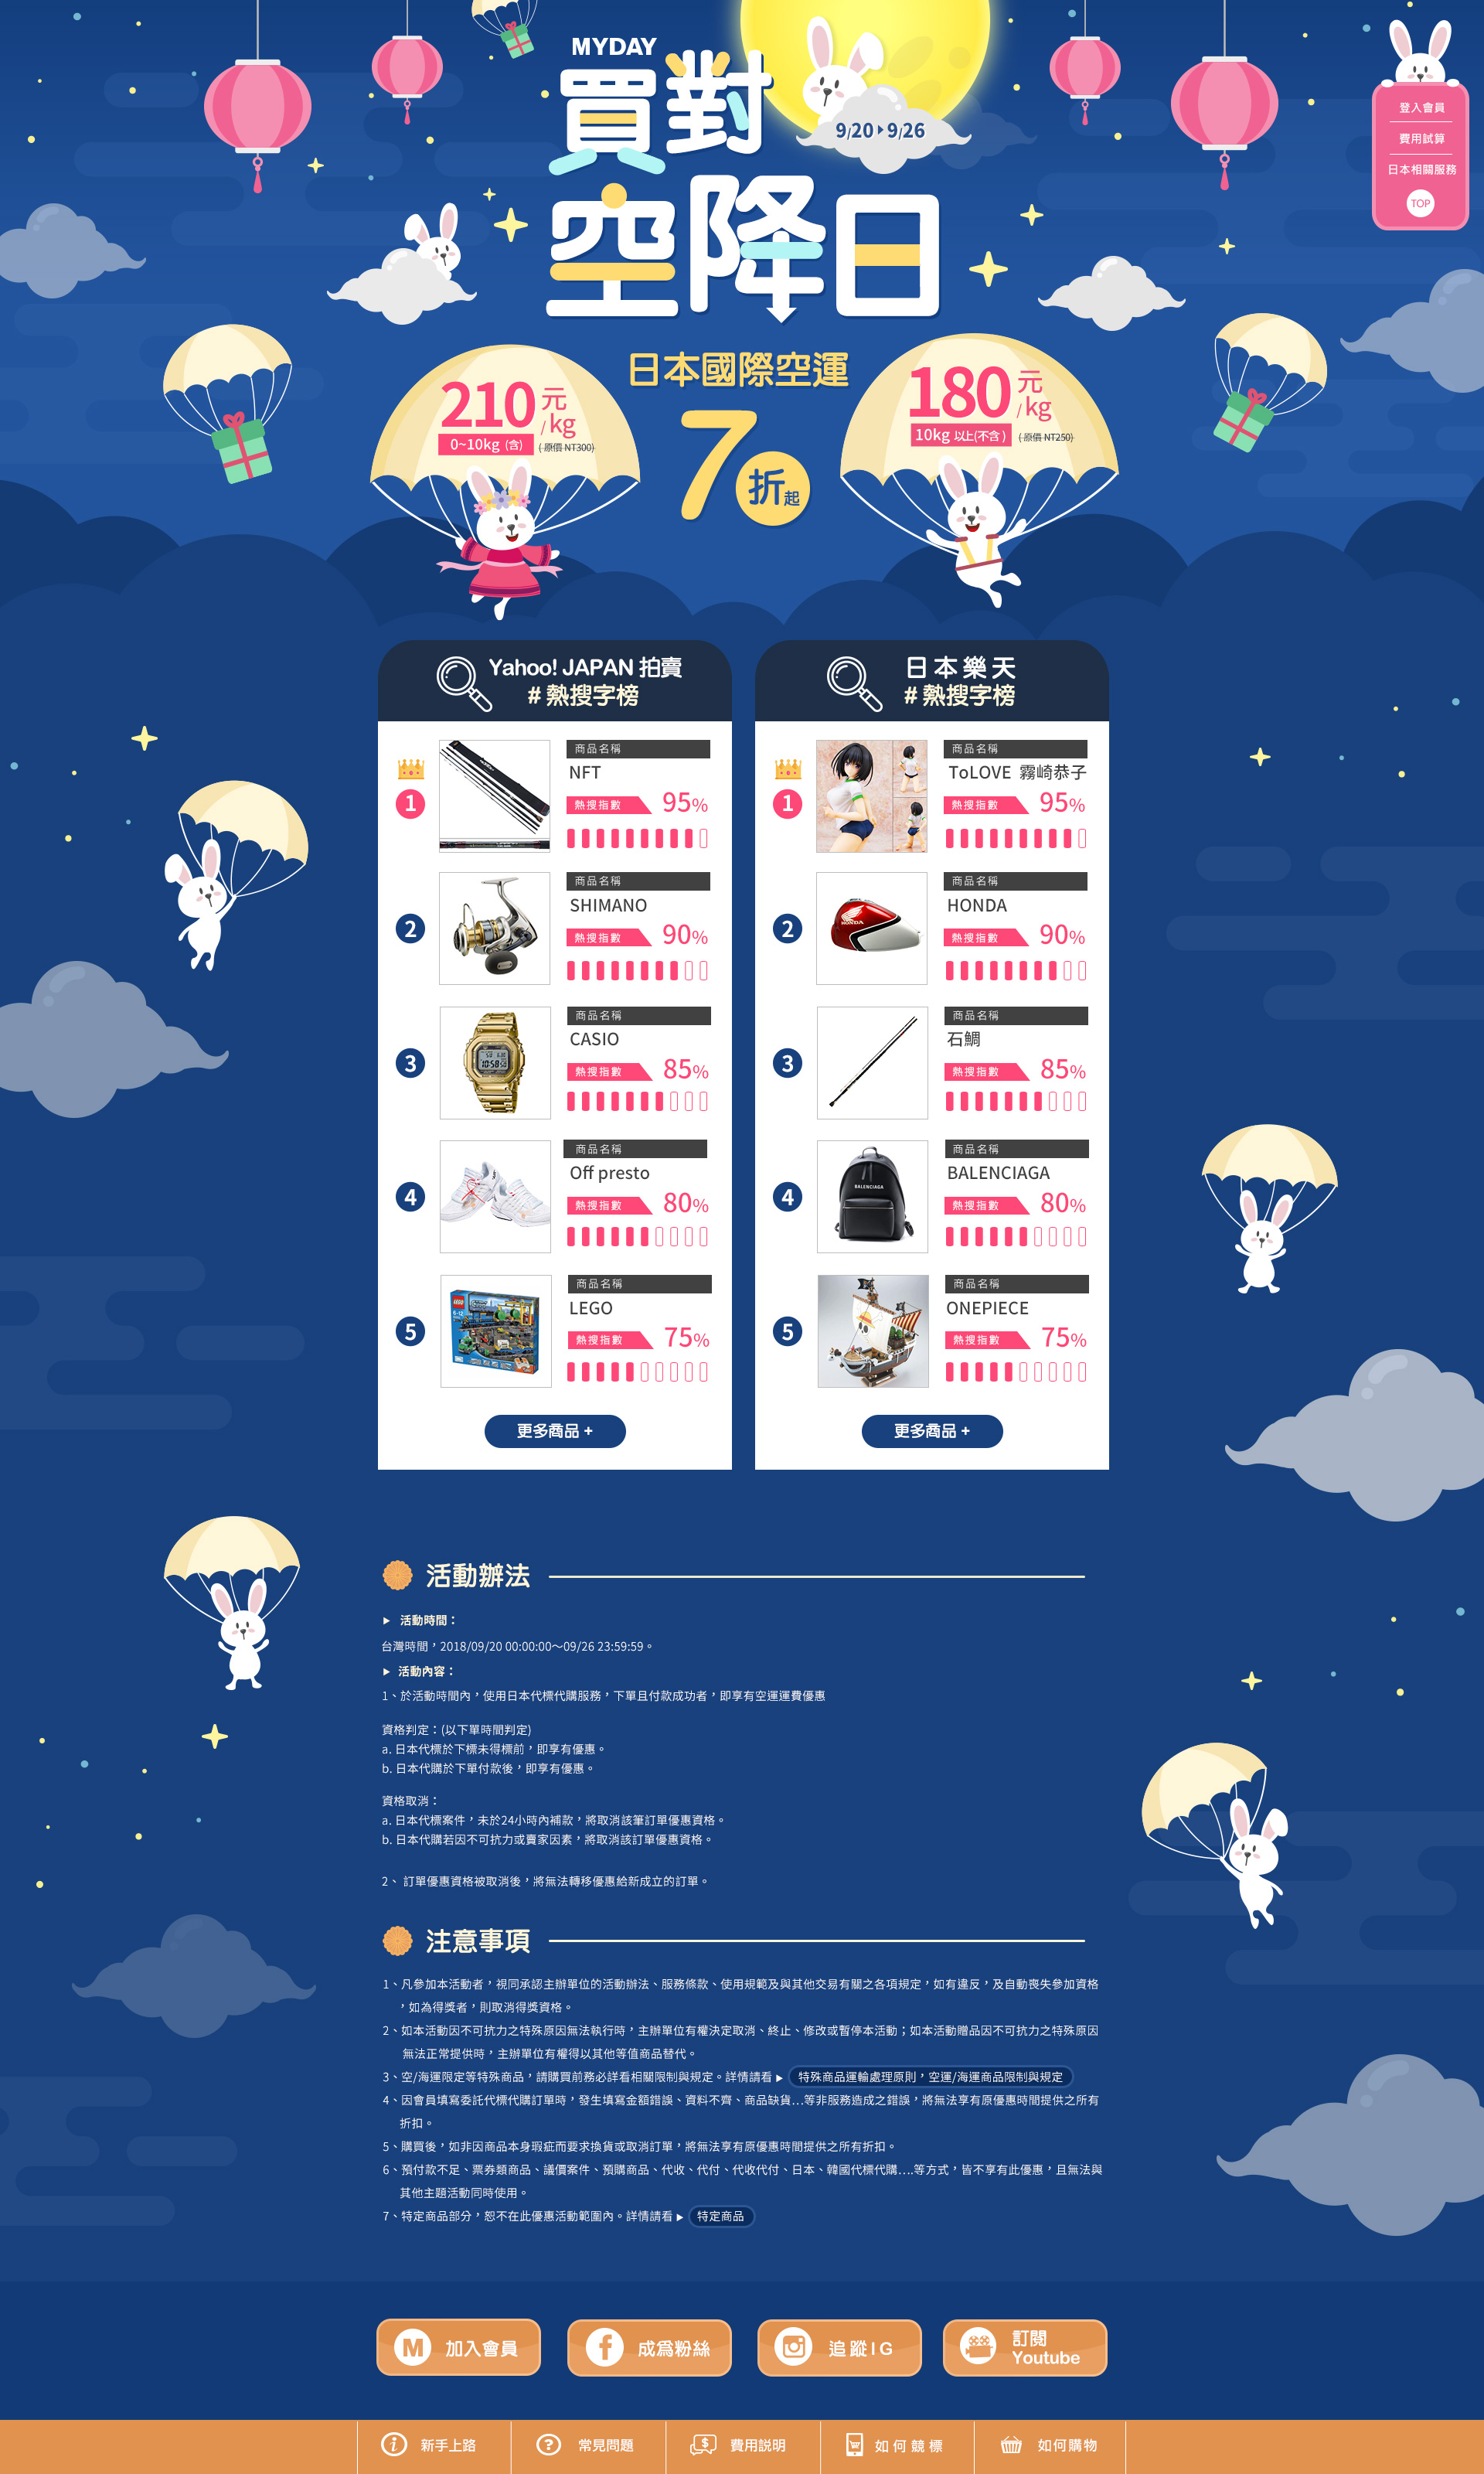 MYDAY
買對
空降日
9/20 ▸ 9/26
登入會員
費用試算
日本相關服務
TOP
日本國際空運
7折起
210元/kg
0~10kg (含)
(原價 NT300)
180元/kg
10kg 以上(不含)
(原價 NT250)
Yahoo! JAPAN 拍賣
# 熱搜字榜
1
商品名稱
NFT
熱搜指數 95%
2
商品名稱
SHIMANO
熱搜指數 90%
3
商品名稱
CASIO
熱搜指數 85%
4
商品名稱
Off presto
熱搜指數 80%
5
商品名稱
LEGO
熱搜指數 75%
更多商品 +
日本樂天
# 熱搜字榜
1
商品名稱
ToLOVE 霧崎恭子
熱搜指數 95%
2
HONDA
商品名稱
HONDA
熱搜指數 90%
3
商品名稱
石鯛
熱搜指數 85%
4
BALENCIAGA
商品名稱
BALENCIAGA
熱搜指數 80%
5
商品名稱
ONEPIECE
熱搜指數 75%
更多商品 +
活動辦法
▶ 活動時間：
台灣時間，2018/09/20 00:00:00～09/26 23:59:59。
▶ 活動內容：
1、於活動時間內，使用日本代標代購服務，下單且付款成功者，即享有空運運費優惠
資格判定：(以下單時間判定)
a. 日本代標於下標未得標前，即享有優惠。
b. 日本代購於下單付款後，即享有優惠。
資格取消：
a. 日本代標案件，未於24小時內補款，將取消該筆訂單優惠資格。
b. 日本代購若因不可抗力或賣家因素，將取消該訂單優惠資格。
2、 訂單優惠資格被取消後，將無法轉移優惠給新成立的訂單。
注意事項
1、凡參加本活動者，視同承認主辦單位的活動辦法、服務條款、使用規範及與其他交易有關之各項規定，如有違反，及自動喪失參加資格
，如為得獎者，則取消得獎資格。
2、如本活動因不可抗力之特殊原因無法執行時，主辦單位有權決定取消、終止、修改或暫停本活動；如本活動贈品因不可抗力之特殊原因
無法正常提供時，主辦單位有權得以其他等值商品替代。
3、空/海運限定等特殊商品，請購買前務必詳看相關限制與規定。詳情請看 ▶ 特殊商品運輸處理原則，空運/海運商品限制與規定
4、因會員填寫委託代標代購訂單時，發生填寫金額錯誤、資料不齊、商品缺貨...等非服務造成之錯誤，將無法享有原優惠時間提供之所有
折扣。
5、購買後，如非因商品本身瑕疵而要求換貨或取消訂單，將無法享有原優惠時間提供之所有折扣。
6、預付款不足、票券類商品、議價案件、預購商品、代收、代付、代收代付、日本、韓國代標代購....等方式，皆不享有此優惠，且無法與
其他主題活動同時使用。
7、特定商品部分，恕不在此優惠活動範圍內。詳情請看 ▶ 特定商品
M 加入會員
成為粉絲
追蹤IG
訂閱
Youtube
新手上路
常見問題
費用説明
如何競標
如何購物